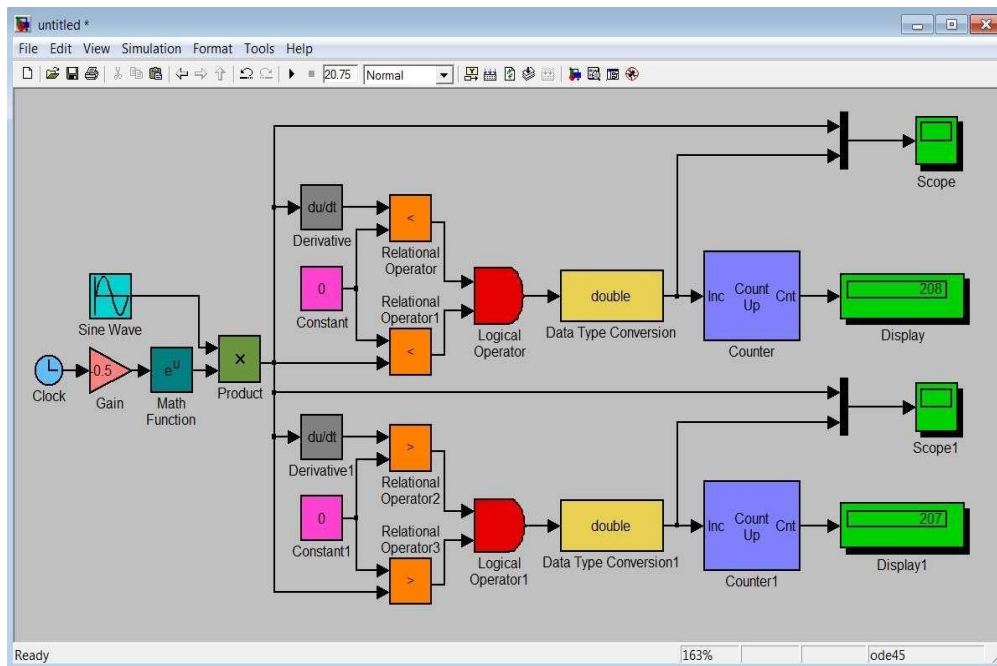 untitled *
File Edit View Simulation Format Tools Help
20.75 Normal
Scope
du/dt
Derivative
<
Relational
Operator
0
Constant
Relational
Operator1
<
Logical
Operator
double
Data Type Conversion
Inc Count Up Cnt
Counter
208
Display
Sine Wave
Clock
-0.5
Gain
eu
Math
Function
×
Product
Scope1
du/dt
Derivative1
>
Relational
Operator2
0
Constant1
Relational
Operator3
>
Logical
Operator1
double
Data Type Conversion1
Inc Count Up Cnt
Counter1
207
Display1
Ready 163% ode45